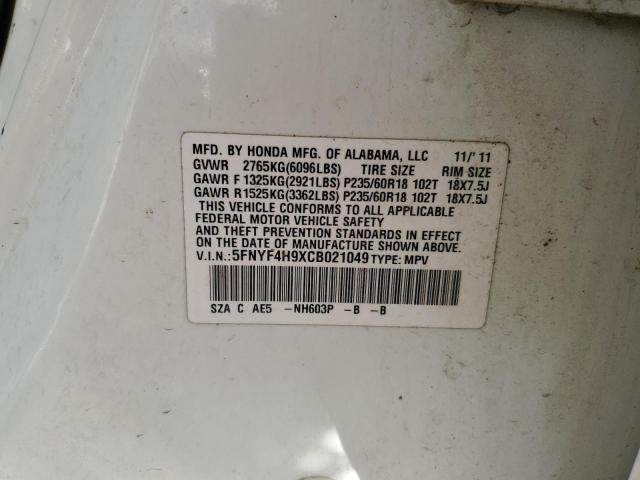 MFD. BY HONDA MFG. OF ALABAMA, LLC 11/'11
GVWR 2765KG(6096LBS) TIRE SIZE RIM SIZE
GAWR F 1325KG(2921LBS) P235/60R18 102T 18X7.5J
GAWR R 1525KG(3362LBS) P235/60R18 102T 18X7.5J
THIS VEHICLE CONFORMS TO ALL APPLICABLE
FEDERAL MOTOR VEHICLE SAFETY
AND THEFT PREVENTION STANDARDS IN EFFECT
ON THE DATE OF MANUFACTURE SHOWN ABOVE.
V.I.N.:5FNYF4H9XCB021049 TYPE: MPV
SZA C AE5 -NH603P -B -B